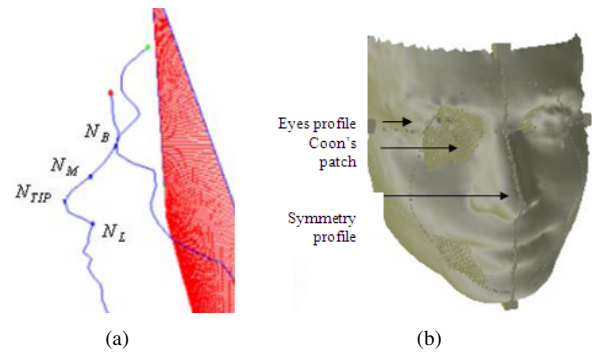 N_B
N_M
N_TIP
N_L
Eyes profile
Coon's
patch
Symmetry
profile
(a)
(b)